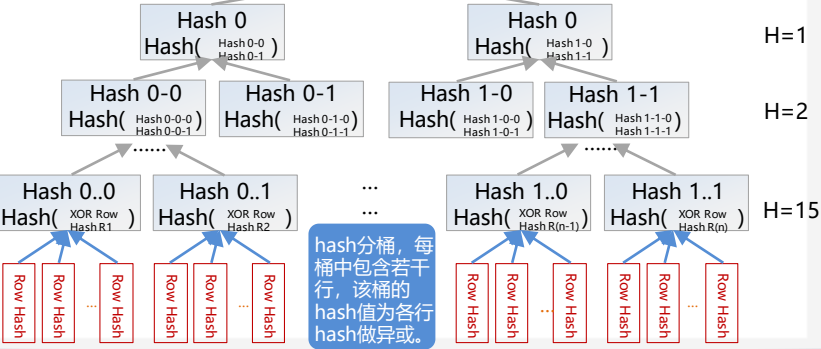 Hash 0
Hash( Hash 0-0 )
Hash 0-1
Hash 0
Hash( Hash 1-0 )
Hash 1-1
H=1
Hash 0-0
Hash( Hash 0-0-0 )
Hash 0-0-1
Hash 0-1
Hash( Hash 0-1-0 )
Hash 0-1-1
Hash 1-0
Hash( Hash 1-0-0 )
Hash 1-0-1
Hash 1-1
Hash( Hash 1-1-0 )
Hash 1-1-1
H=2
......
......
Hash 0..0
Hash( XOR Row )
Hash R1
Hash 0..1
Hash( XOR Row )
Hash R2
...
...
Hash 1..0
Hash( XOR Row )
Hash R(n-1)
Hash 1..1
Hash( XOR Row )
Hash R(n)
H=15
Row Hash
Row Hash
...
Row Hash
Row Hash
Row Hash
...
Row Hash
hash分桶，每
桶中包含若干
行，该桶的
hash值为各行
hash做异或。
Row Hash
Row Hash
...
Row Hash
Row Hash
Row Hash
...
Row Hash